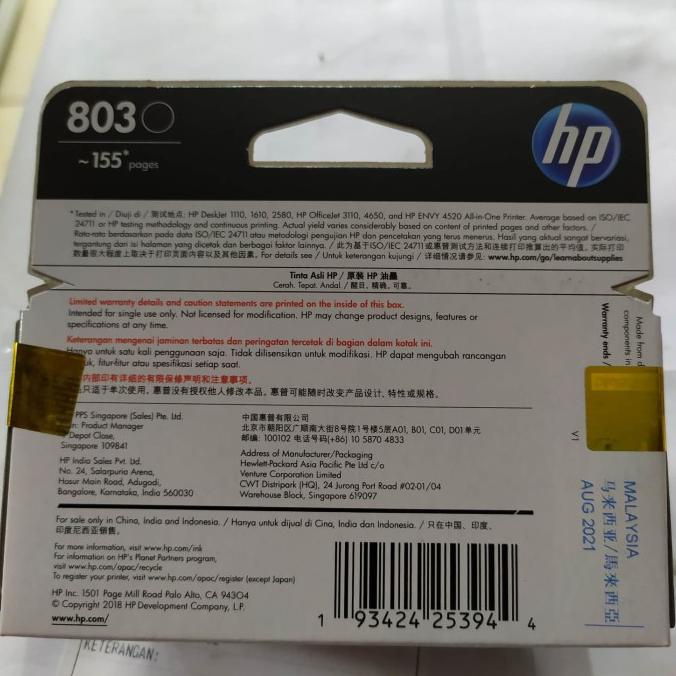 803
~155* pages
hp
* Tested in / Diuji di / 测试地点: HP DeskJet 1110, 1610, 2580, HP OfficeJet 3110, 4650, and HP ENVY 4520 All-in-One Printer. Average based on ISO/IEC
24711 or HP testing methodology and continuous printing. Actual yield varies considerably based on content of printed pages and other factors. /
Rata-rata berdasarkan pada data ISO/IEC 24711 atau metodologi pengujian HP dan pencetakan yang terus menerus. Hasil yang aktual sangat bervariasi,
tergantung dari isi halaman yang dicetak dan berbagai faktor lainnya. / 此为基于ISO/IEC 24711或惠普测试方法和连续打印推算出的平均值。实际打印
数量很大程度上取决于打印页面内容以及其他因素。For details see / Untuk keterangan kunjungi / 详细情况请参见: www.hp.com/go/learnaboutsupplies
Tinta Asli HP / 原装 HP 油墨
Cerah. Tepat. Andal. / 醒目，精确，可靠。
Limited warranty details and caution statements are printed on the inside of this box.
Intended for single use only. Not licensed for modification. HP may change product designs, features or
specifications at any time.
Keterangan mengenai jaminan terbatas dan peringatan tercetak di bagian dalam kotak ini.
Hanya untuk satu kali penggunaan saja. Tidak dilisensikan untuk modifikasi. HP dapat mengubah rancangan
fitur-fitur atau spesifikasi setiap saat.
内部印有详细的有限保修声明和注意事项。
品只适于单次使用。惠普没有授权他人修改本品。惠普可能随时改变产品设计、特性或规格。
PPS Singapore (Sales) Pte. Ltd.
Product Manager
Depot Close,
Singapore 109841
HP India Sales Pvt. Ltd.
No. 24, Salarpuria Arena,
Hosur Main Road, Adugodi,
Bangalore, Karnataka, India 560030
中国惠普有限公司
北京市朝阳区广顺南大街8号院1号楼5层A01, B01, C01, D01单元
邮编: 100102 电话号码(+86) 10 5870 4833
Address of Manufacturer/Packaging
Hewlett-Packard Asia Pacific Pte Ltd c/o
Venture Corporation Limited
CWT Distripark (HQ), 24 Jurong Port Road #02-01/04
Warehouse Block, Singapore 619097
For sale only in China, India and Indonesia. / Hanya untuk dijual di Cina, India dan Indonesia. / 只在中国、印度、
印度尼西亚销售。
For more information, visit www.hp.com/ink
For information on HP's Planet Partners program,
visit www.hp.com/apac/recycle
To register your printer, visit www.hp.com/apac/register (except Japan)
HP Inc. 1501 Page Mill Road Palo Alto, CA 94304
© Copyright 2018 HP Development Company, L.P.
www.hp.com/
1 93424 25394 4
Made from d
components in
Warranty ends /
V1
MALAYSIA
马来西亚/馬來西亞
AUG 2021
KETERANGAN: